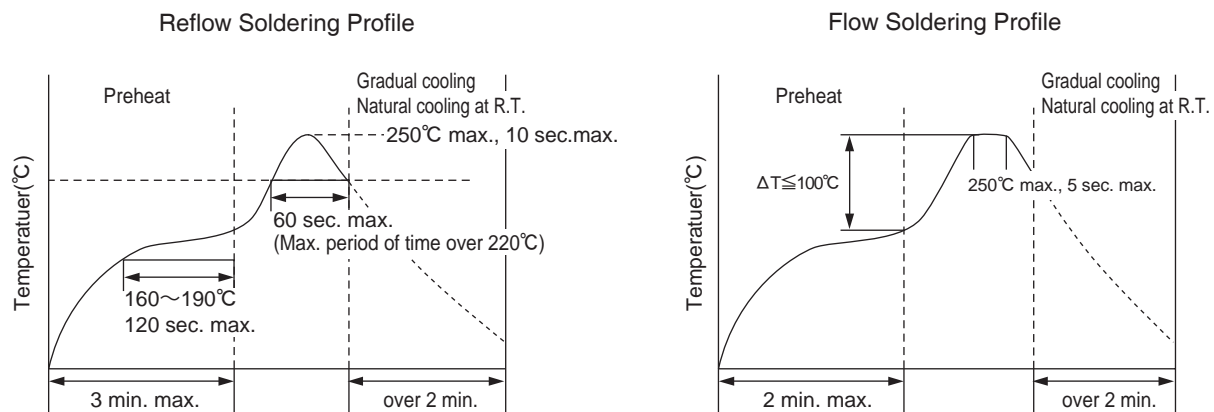 Reflow Soldering Profile
Temperatuer(℃)
Preheat
Gradual cooling
Natural cooling at R.T.
250℃ max., 10 sec.max.
60 sec. max.
(Max. period of time over 220℃)
160～190℃
120 sec. max.
3 min. max.
over 2 min.
Flow Soldering Profile
Temperatuer(℃)
Preheat
Gradual cooling
Natural cooling at R.T.
ΔT≦100℃
250℃ max., 5 sec. max.
2 min. max.
over 2 min.